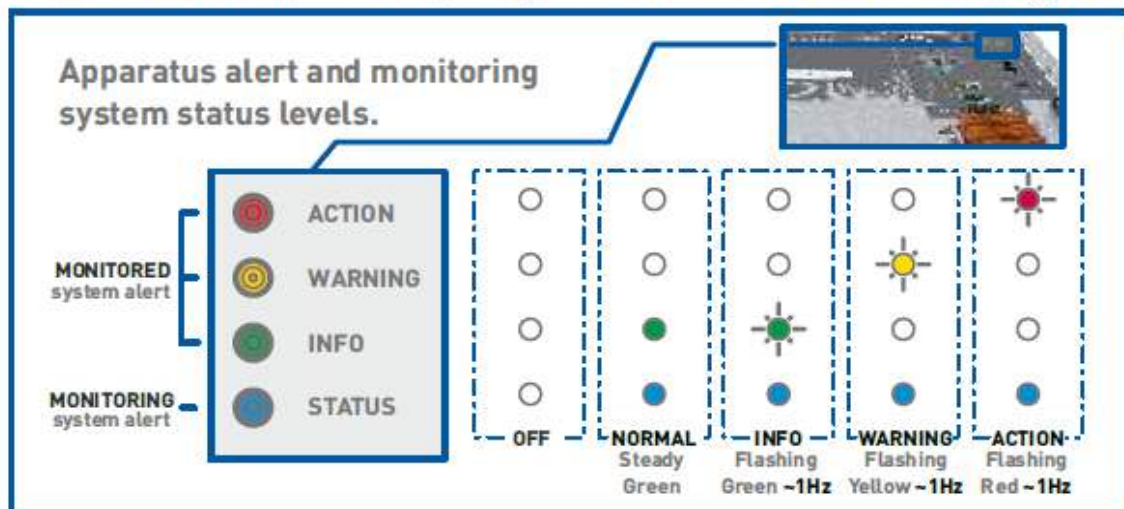 Apparatus alert and monitoring
system status levels.
ACTION
MONITORED
system alert
WARNING
INFO
MONITORING
system alert
STATUS
OFF
NORMAL
Steady
Green
INFO
Flashing
Green ~1Hz
WARNING
Flashing
Yellow ~1Hz
ACTION
Flashing
Red ~1Hz